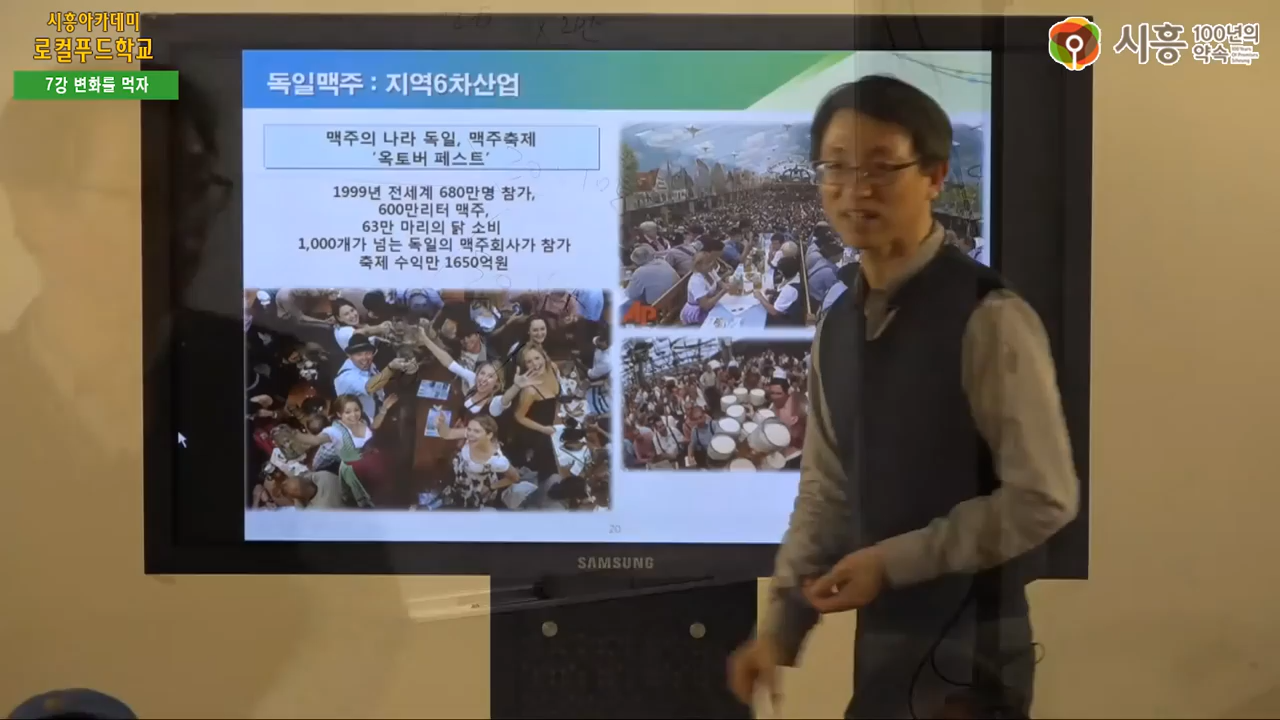 시흥아카데미
로컬푸드학교
7강 변화를 먹자
시흥 100년의 약속
독일맥주 : 지역6차산업
맥주의 나라 독일, 맥주축제
'옥토버 페스트'
1999년 전세계 680만명 참가,
600만리터 맥주,
63만 마리의 닭 소비
1,000개가 넘는 독일의 맥주회사가 참가
축제 수익만 1650억원
AP
20
SAMSUNG